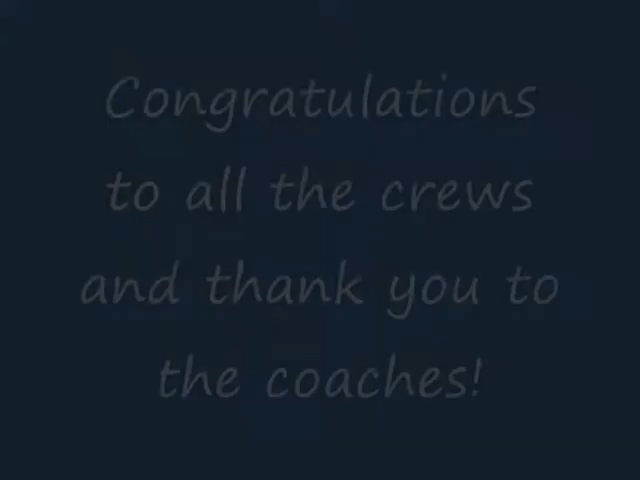 Congratulations
to all the crews
and thank you to
the coaches!